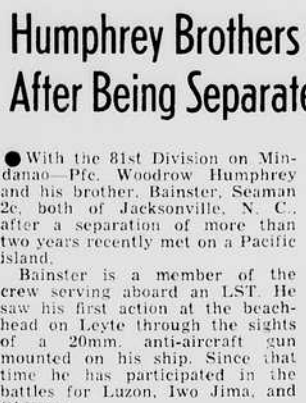 Humphrey Brothers
After Being Separate
● With the 81st Division on Min-
danao—Pfc. Woodrow Humphrey
and his brother, Bainster, Seaman
2c, both of Jacksonville, N. C.,
after a separation of more than
two years recently met on a Pacific
island.
Bainster is a member of the
crew serving aboard an LST. He
saw his first action at the beach-
head on Leyte through the sights
of a 20mm. anti-aircraft gun
mounted on his ship. Since that
time he has participated in the
battles for Luzon, Iwo Jima, and